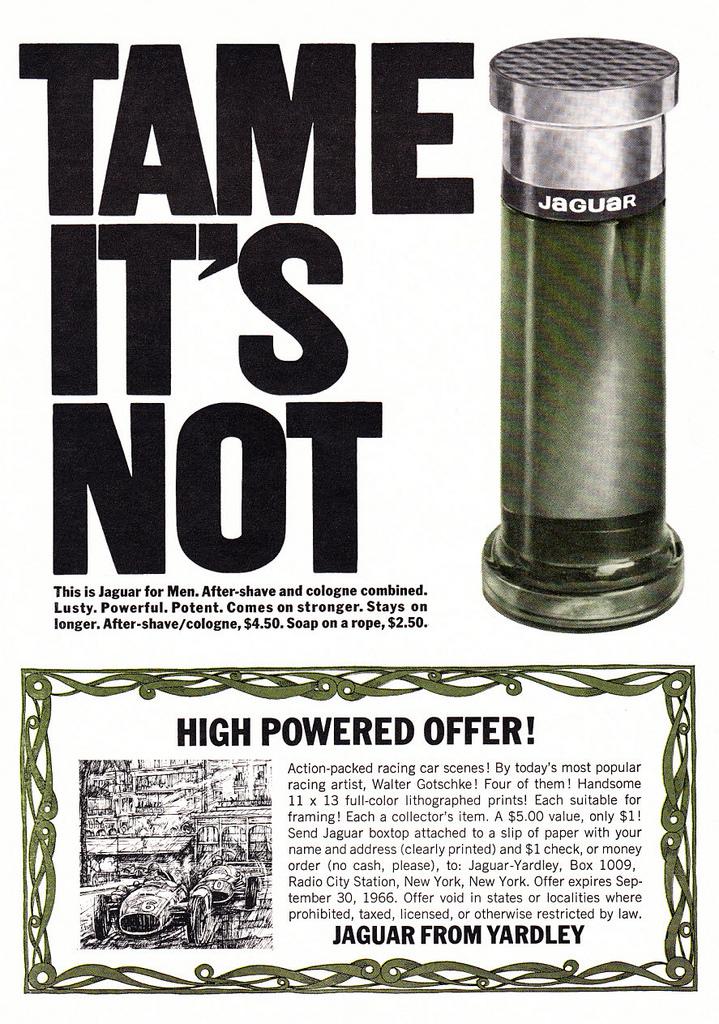 TAME
IT'S
NOT
JaGUaR
This is Jaguar for Men. After-shave and cologne combined.
Lusty. Powerful. Potent. Comes on stronger. Stays on
longer. After-shave/cologne, $4.50. Soap on a rope, $2.50.
HIGH POWERED OFFER!
Action-packed racing car scenes! By today's most popular
racing artist, Walter Gotschke! Four of them! Handsome
11 x 13 full-color lithographed prints! Each suitable for
framing! Each a collector's item. A $5.00 value, only $1!
Send Jaguar boxtop attached to a slip of paper with your
name and address (clearly printed) and $1 check, or money
order (no cash, please), to: Jaguar-Yardley, Box 1009,
Radio City Station, New York, New York. Offer expires Sep-
tember 30, 1966. Offer void in states or localities where
prohibited, taxed, licensed, or otherwise restricted by law.
JAGUAR FROM YARDLEY
6